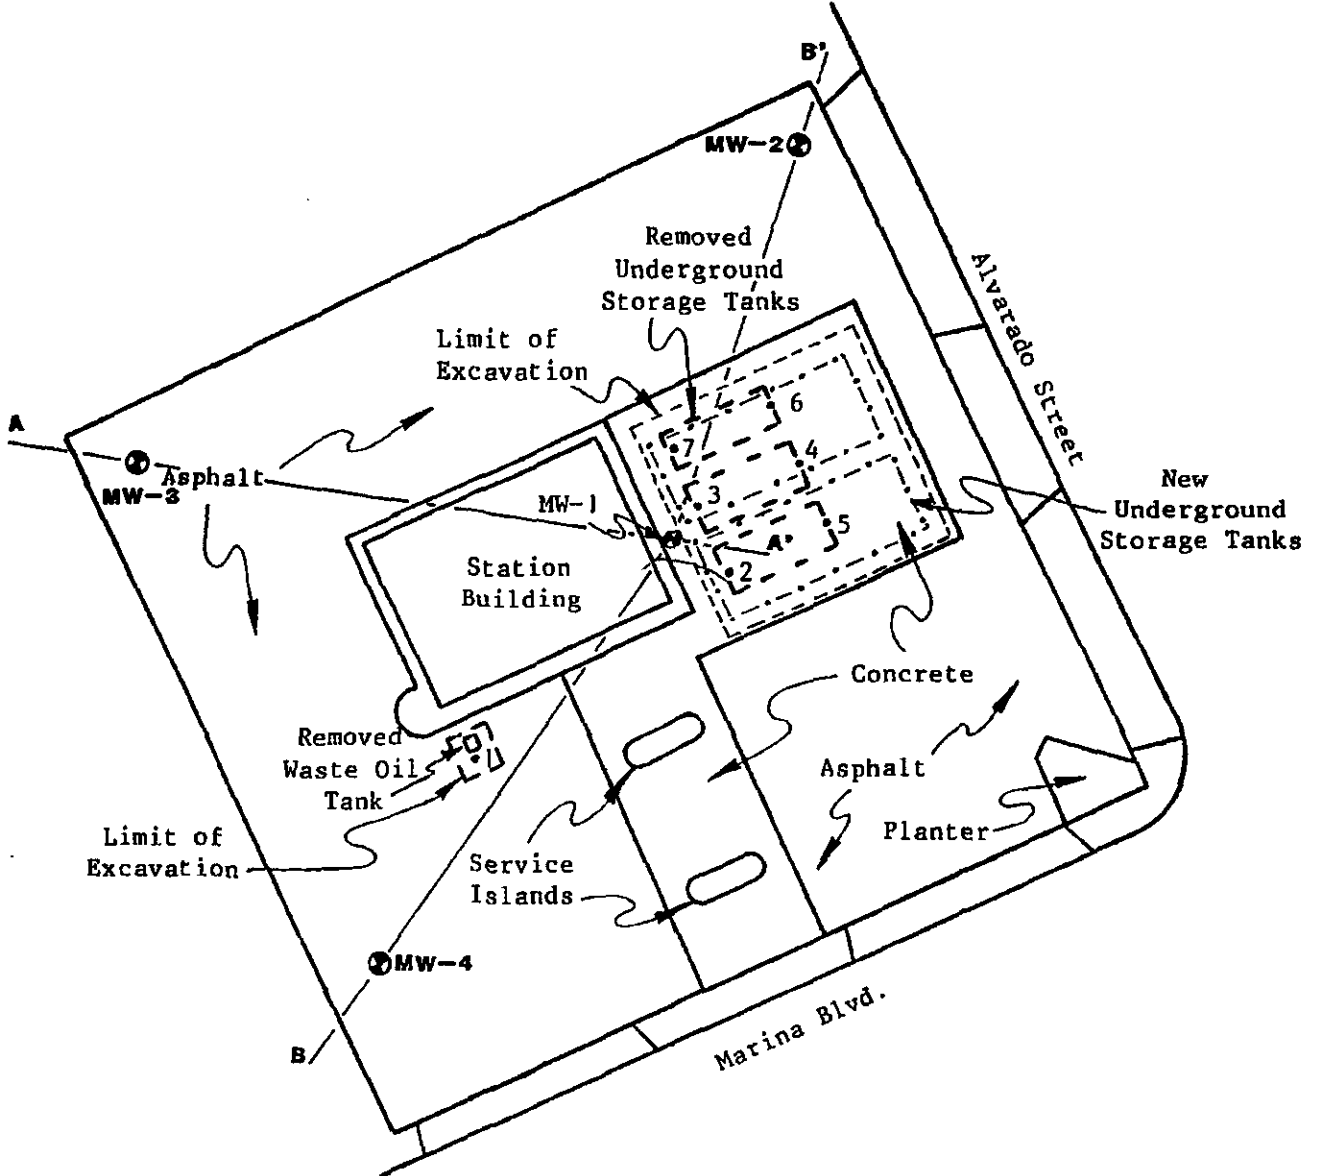 B'
MW-2
Removed
Underground
Storage Tanks
Alvarado Street
Limit of
Excavation
6
A
7
4
Asphalt
MW-3
3
MW-1
5
New
Underground
Storage Tanks
A'
2
Station
Building
Concrete
Removed
Waste Oil
Tank
1
Asphalt
Planter
Limit of
Excavation
Service
Islands
MW-4
B
Marina Blvd.